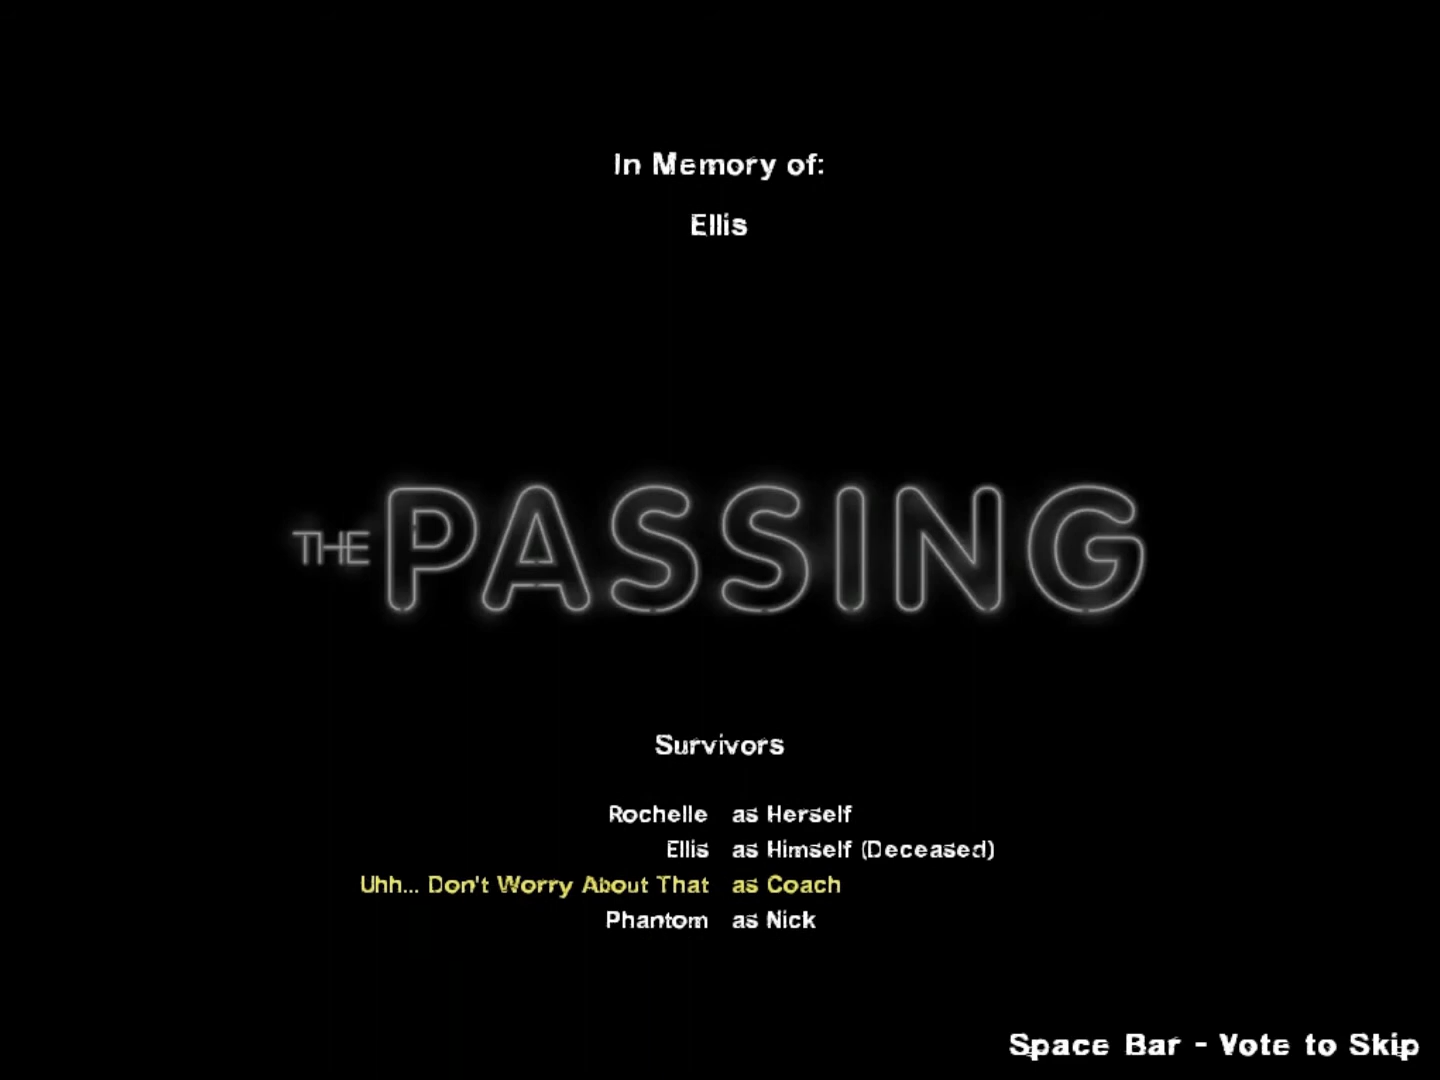 In Memory of:
Ellis
THE PASSING
Survivors
Rochelle as Herself
Ellis as Himself (Deceased)
Uhh... Don't Worry About That as Coach
Phantom as Nick
Space Bar - Vote to Skip